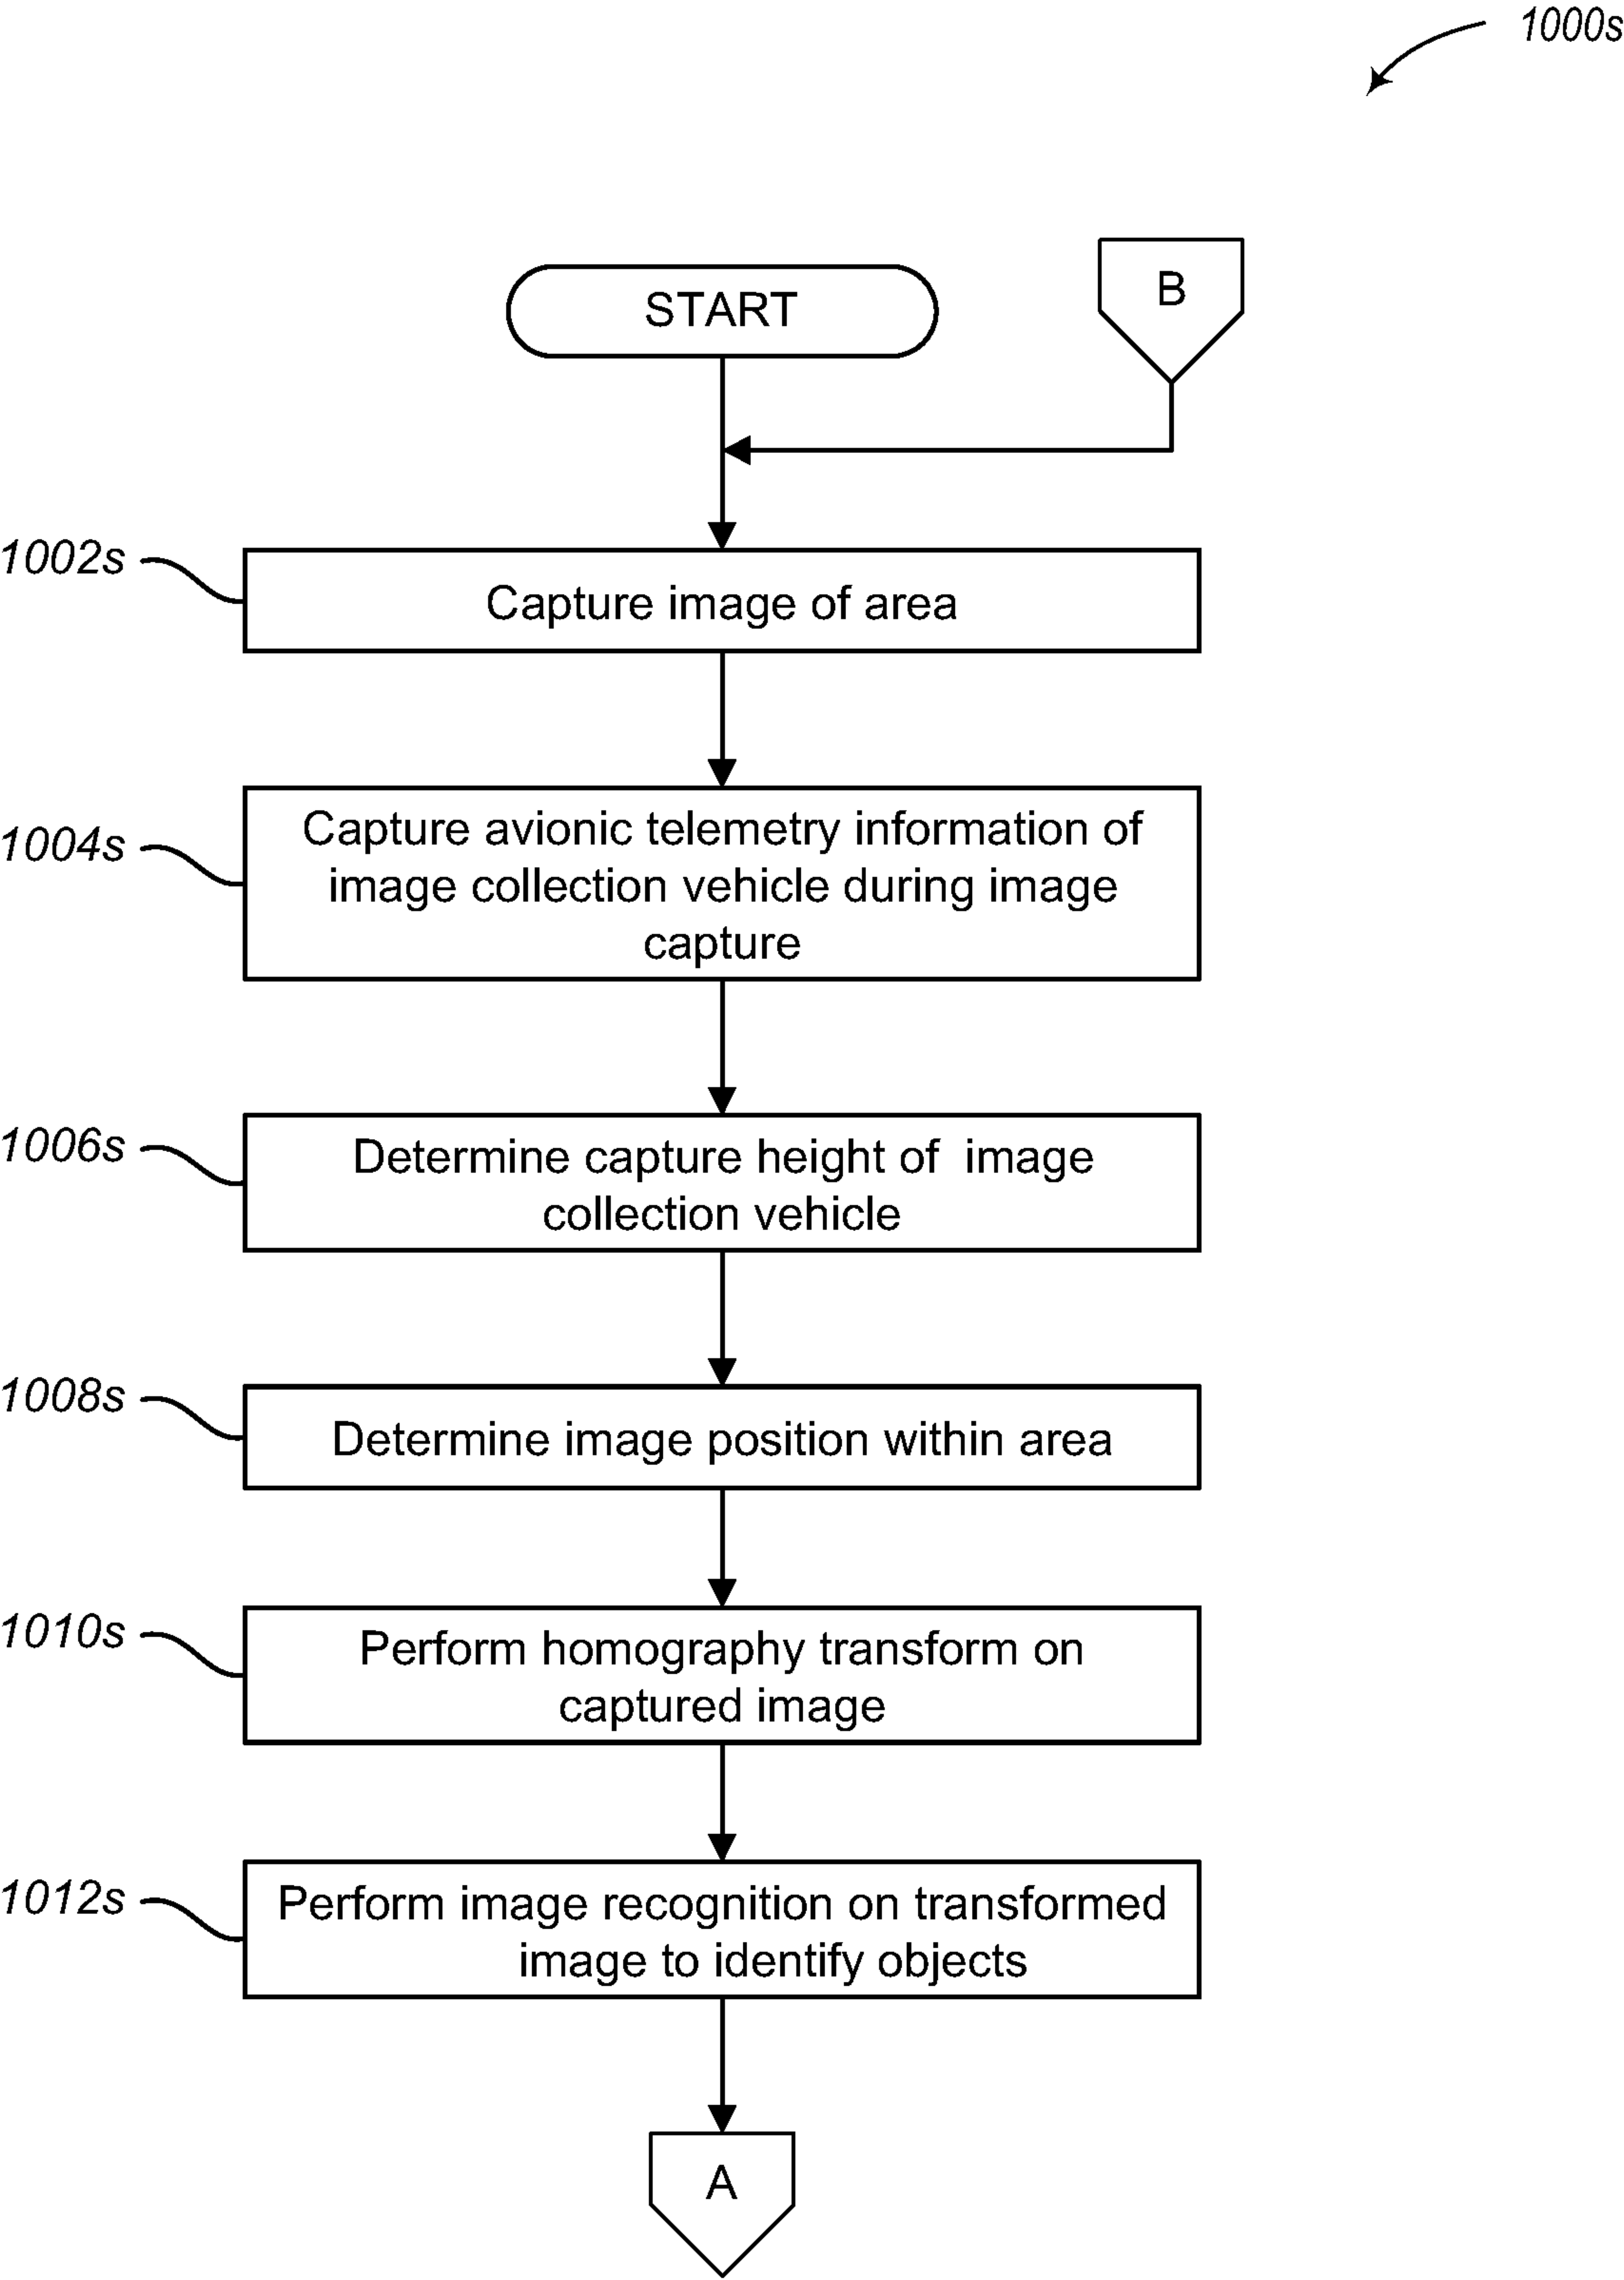 1000s
START
B
1002s
Capture image of area
1004s
Capture avionic telemetry information of
image collection vehicle during image
capture
1006s
Determine capture height of  image
collection vehicle
1008s
Determine image position within area
1010s
Perform homography transform on
captured image
1012s
Perform image recognition on transformed
image to identify objects
A